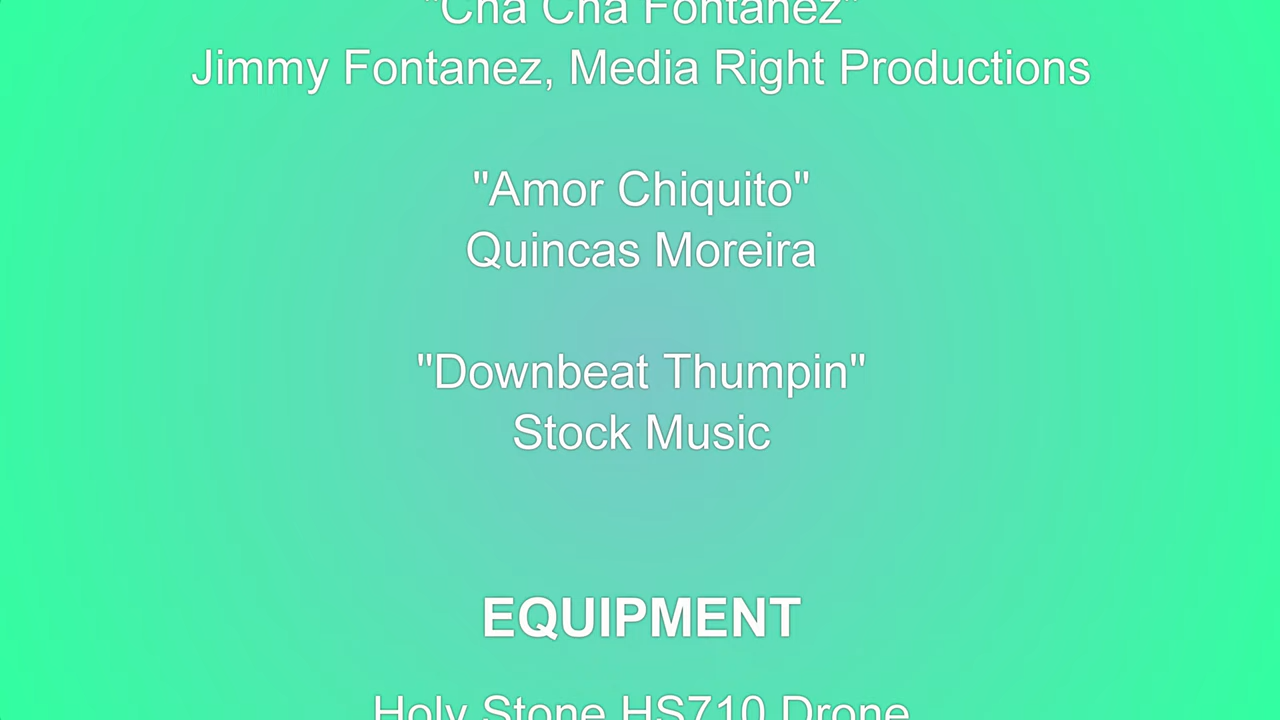 "Cha Cha Fontanez"
Jimmy Fontanez, Media Right Productions
"Amor Chiquito"
Quincas Moreira
"Downbeat Thumpin"
Stock Music
EQUIPMENT
Holy Stone HS710 Drone